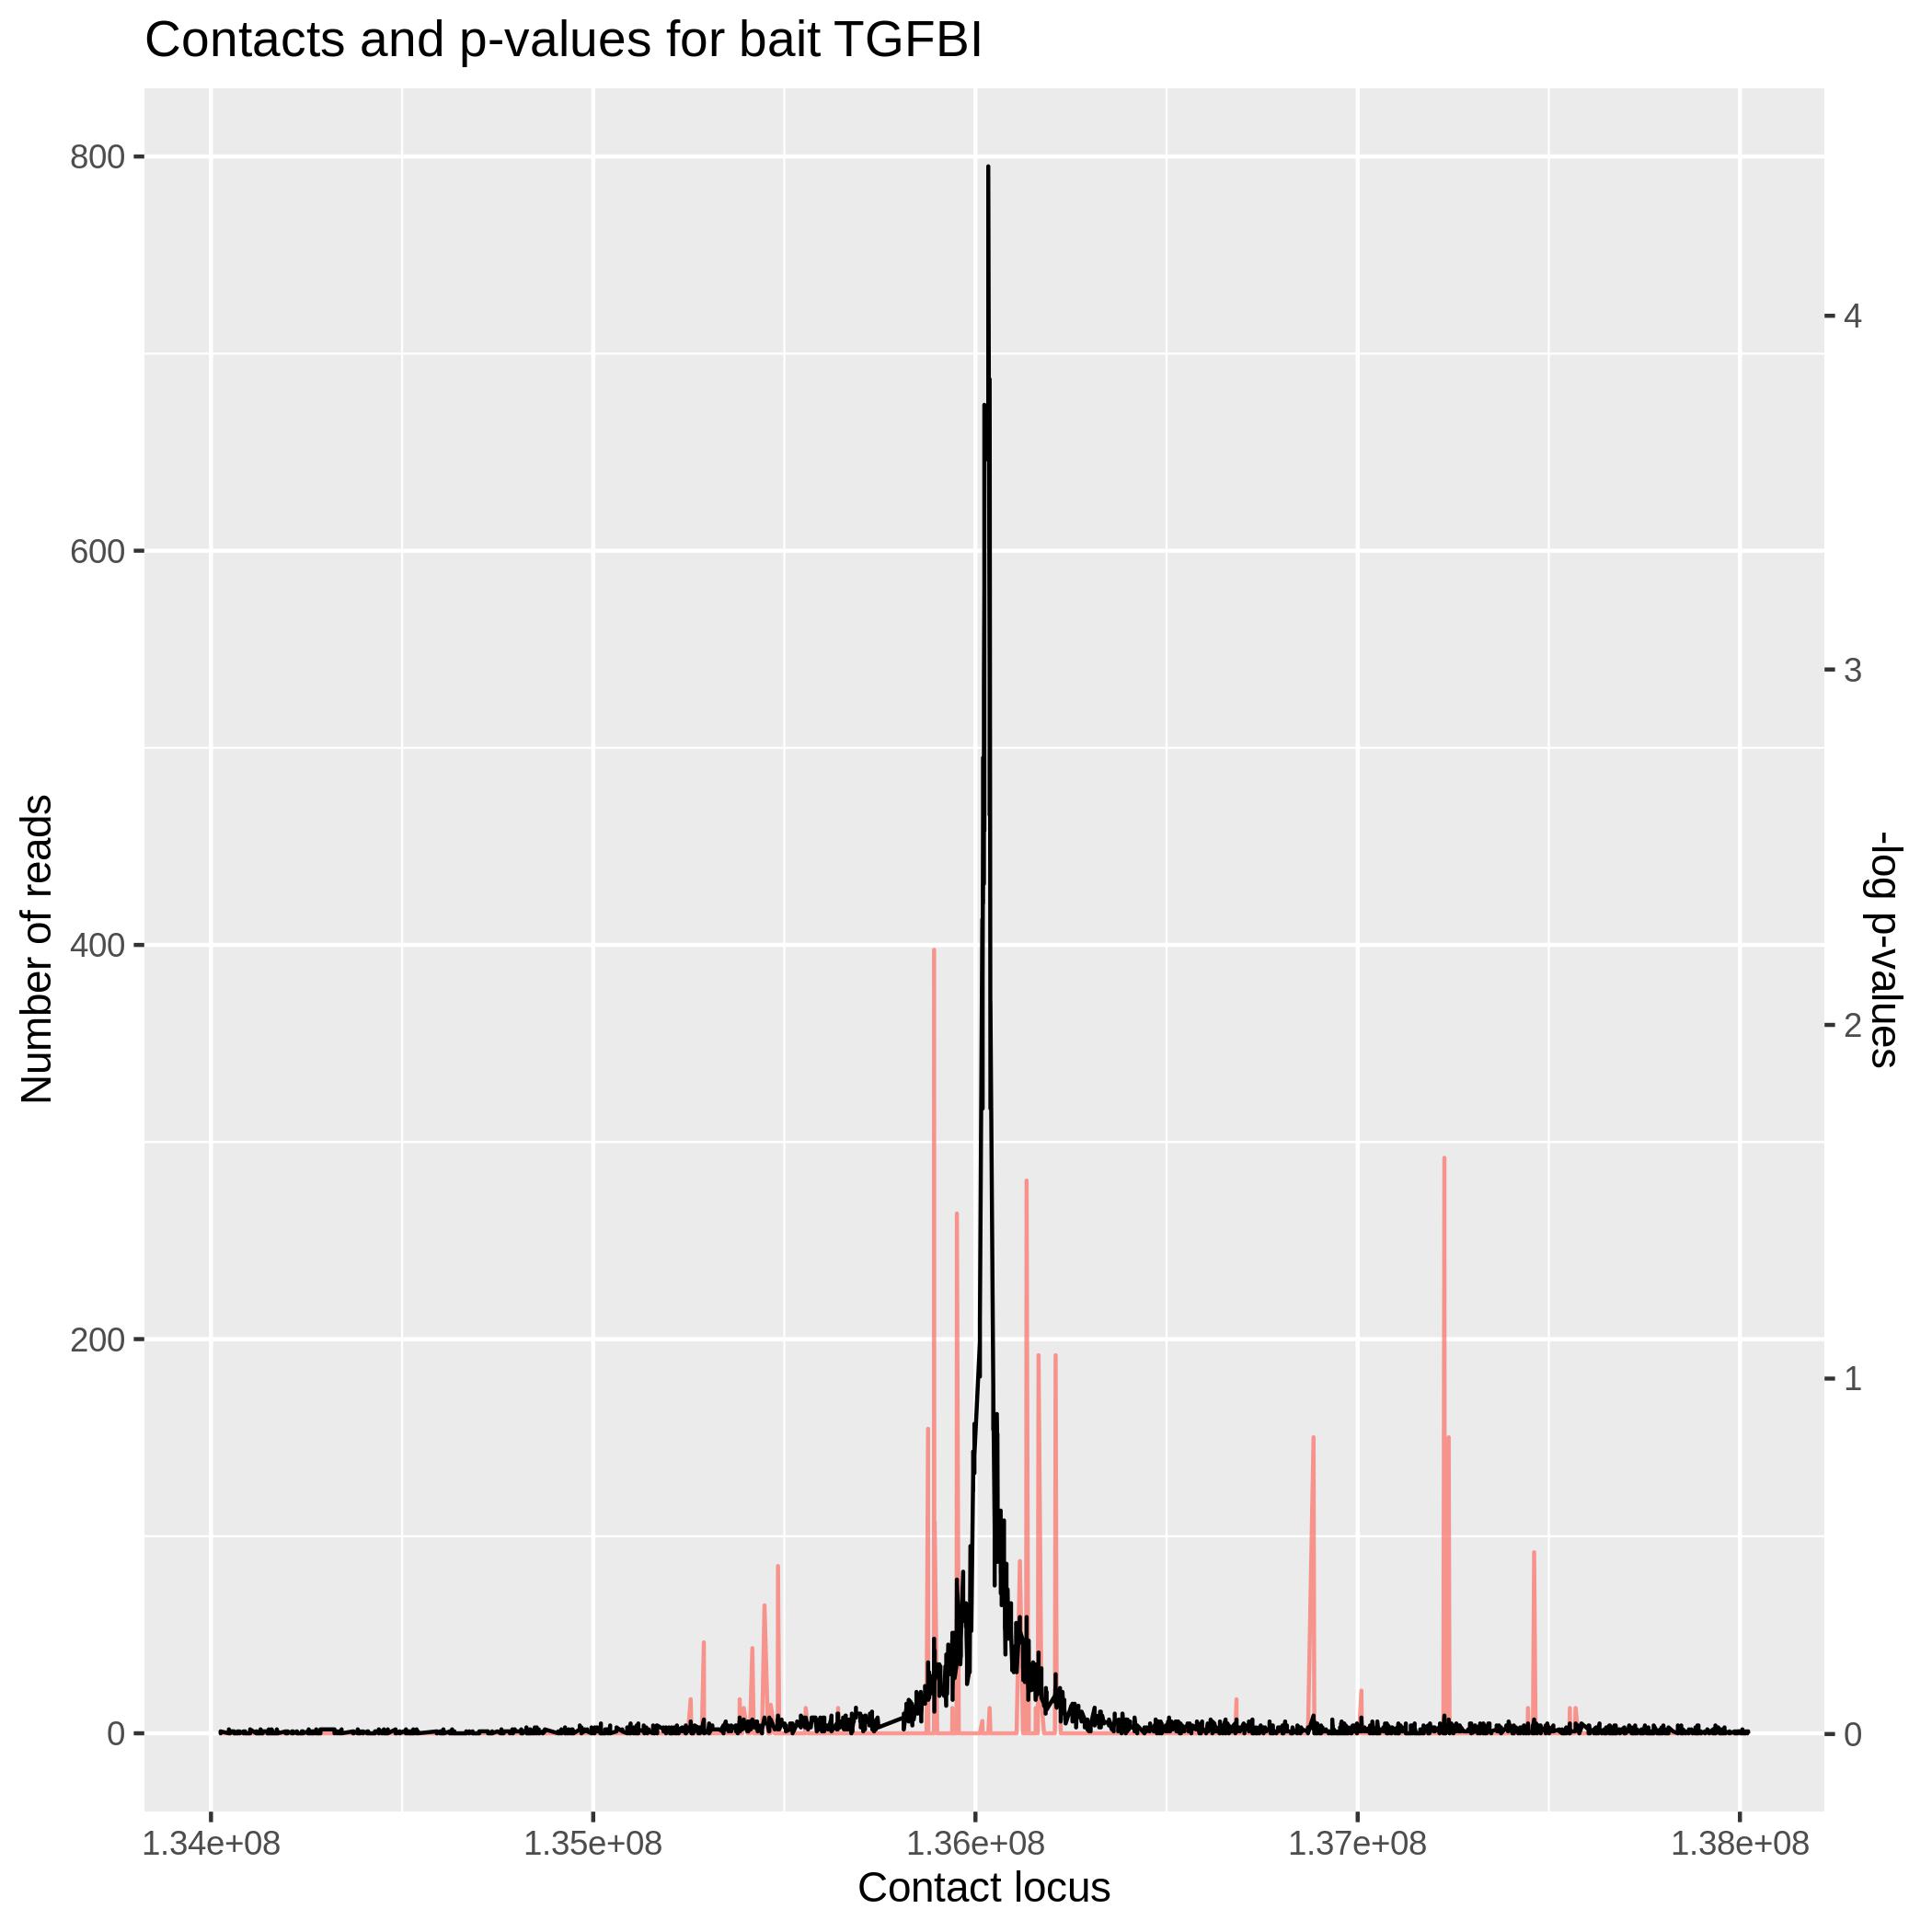 Contacts and p-values for bait TGFBI
800
600
400
200
0
Number of reads
4
3
2
1
0
-log p-values
1.34e+08
1.35e+08
1.36e+08
1.37e+08
1.38e+08
Contact locus